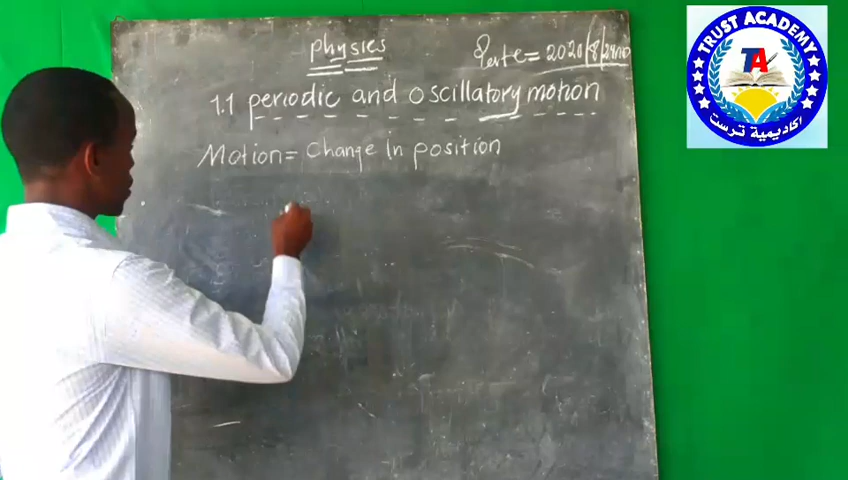 physics
Date= 2020/8/
1.1 periodic and oscillatory motion
Motion= change in position
TRUST ACADEMY
TA
اكاديمية ترست